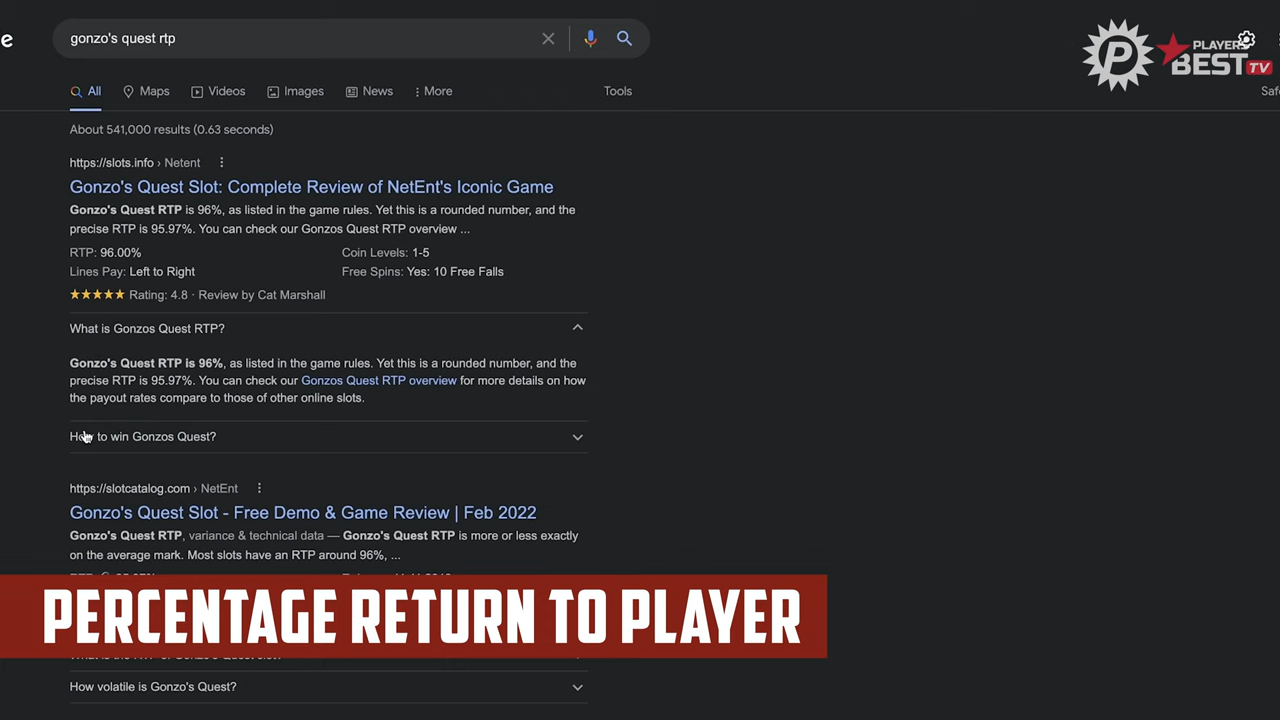 e
gonzo's quest rtp
PLAYERS
BEST TV
P
All
Maps
Videos
Images
News
More
Tools
Safe
About 541,000 results (0.63 seconds)
https://slots.info › Netent
Gonzo's Quest Slot: Complete Review of NetEnt's Iconic Game
Gonzo's Quest RTP is 96%, as listed in the game rules. Yet this is a rounded number, and the
precise RTP is 95.97%. You can check our Gonzos Quest RTP overview ...
RTP: 96.00%
Coin Levels: 1-5
Lines Pay: Left to Right
Free Spins: Yes: 10 Free Falls
★★★★★ Rating: 4.8 · Review by Cat Marshall
What is Gonzos Quest RTP?
Gonzo's Quest RTP is 96%, as listed in the game rules. Yet this is a rounded number, and the
precise RTP is 95.97%. You can check our Gonzos Quest RTP overview for more details on how
the payout rates compare to those of other online slots.
How to win Gonzos Quest?
https://slotcatalog.com › NetEnt
Gonzo's Quest Slot - Free Demo & Game Review | Feb 2022
Gonzo's Quest RTP, variance & technical data — Gonzo's Quest RTP is more or less exactly
on the average mark. Most slots have an RTP around 96%, ...
PERCENTAGE RETURN TO PLAYER
How volatile is Gonzo's Quest?